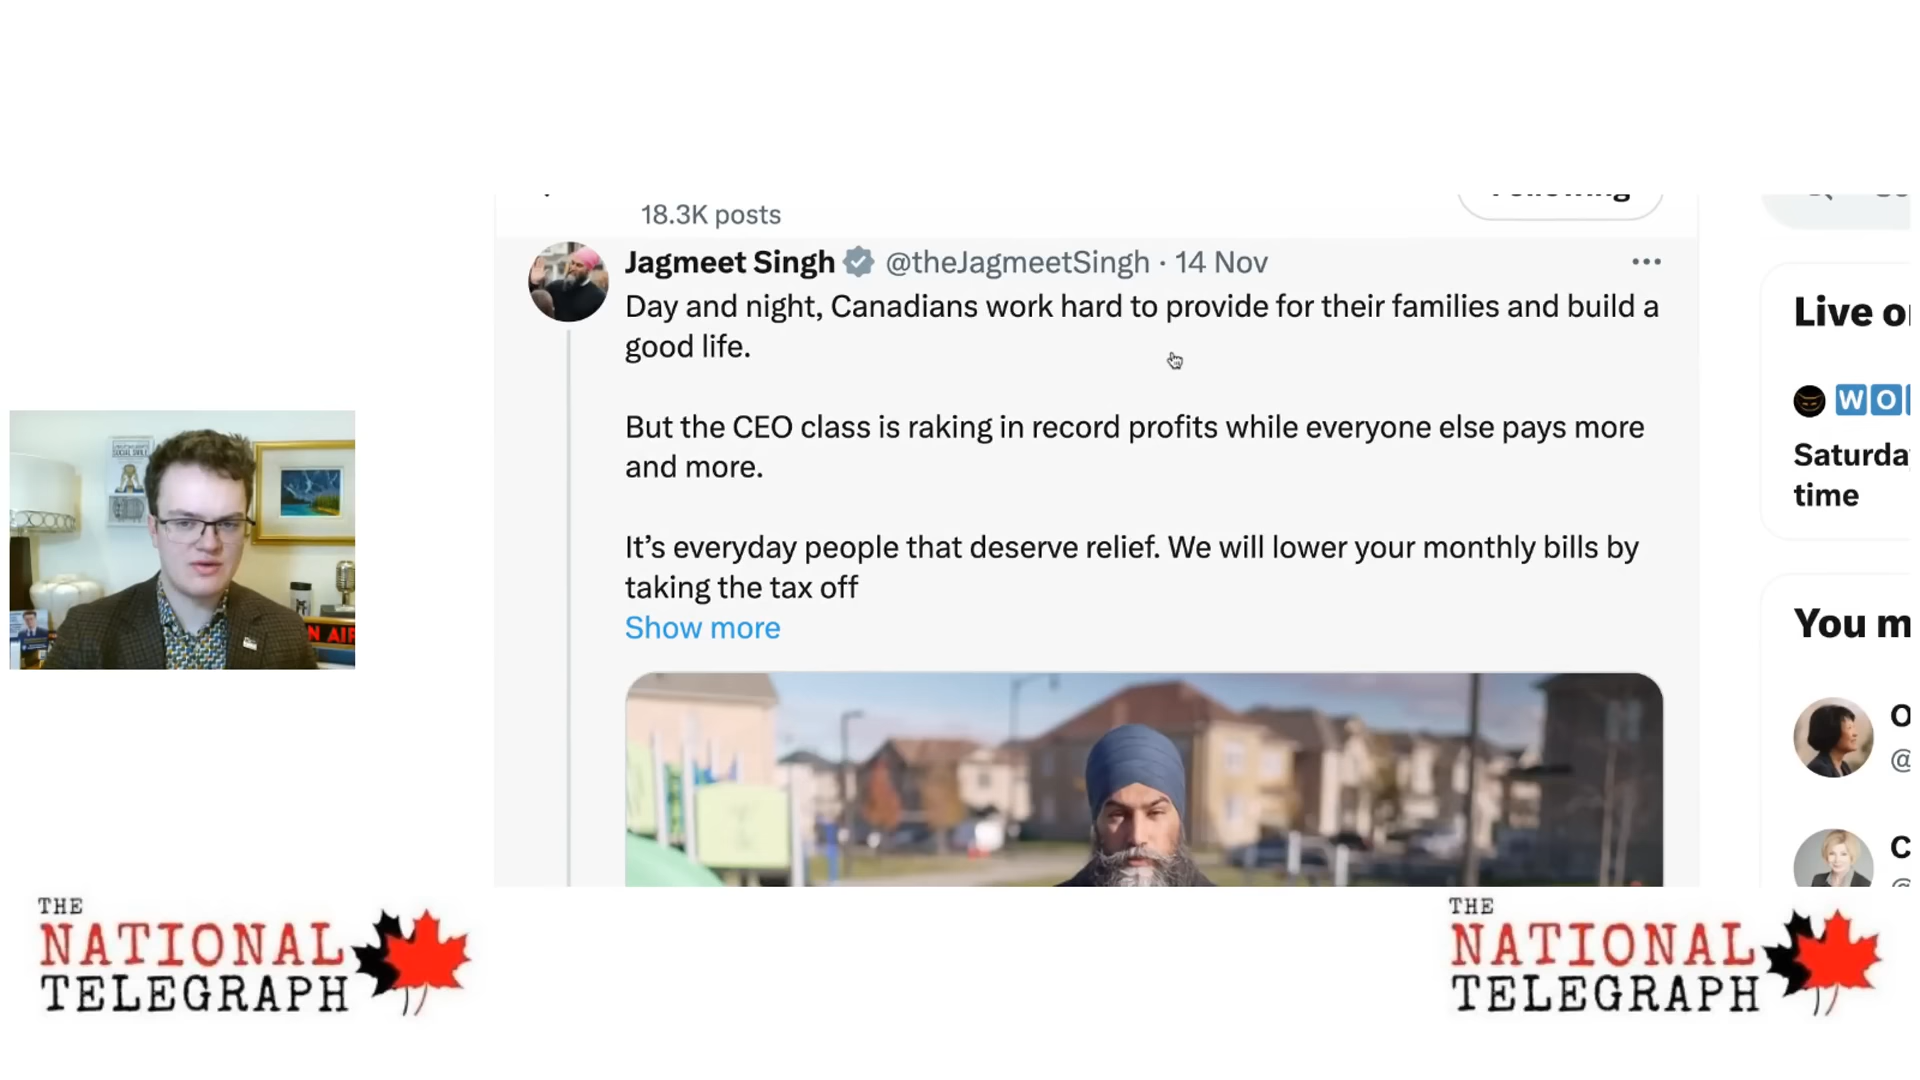 18.3K posts
Following
Jagmeet Singh @theJagmeetSingh · 14 Nov
Day and night, Canadians work hard to provide for their families and build a
good life.
But the CEO class is raking in record profits while everyone else pays more
and more.
It’s everyday people that deserve relief. We will lower your monthly bills by
taking the tax off
Show more
Live o
W O
Saturda
time
You m
O
@
C
@
N AIR
THE
NATIONAL
TELEGRAPH
THE
NATIONAL
TELEGRAPH